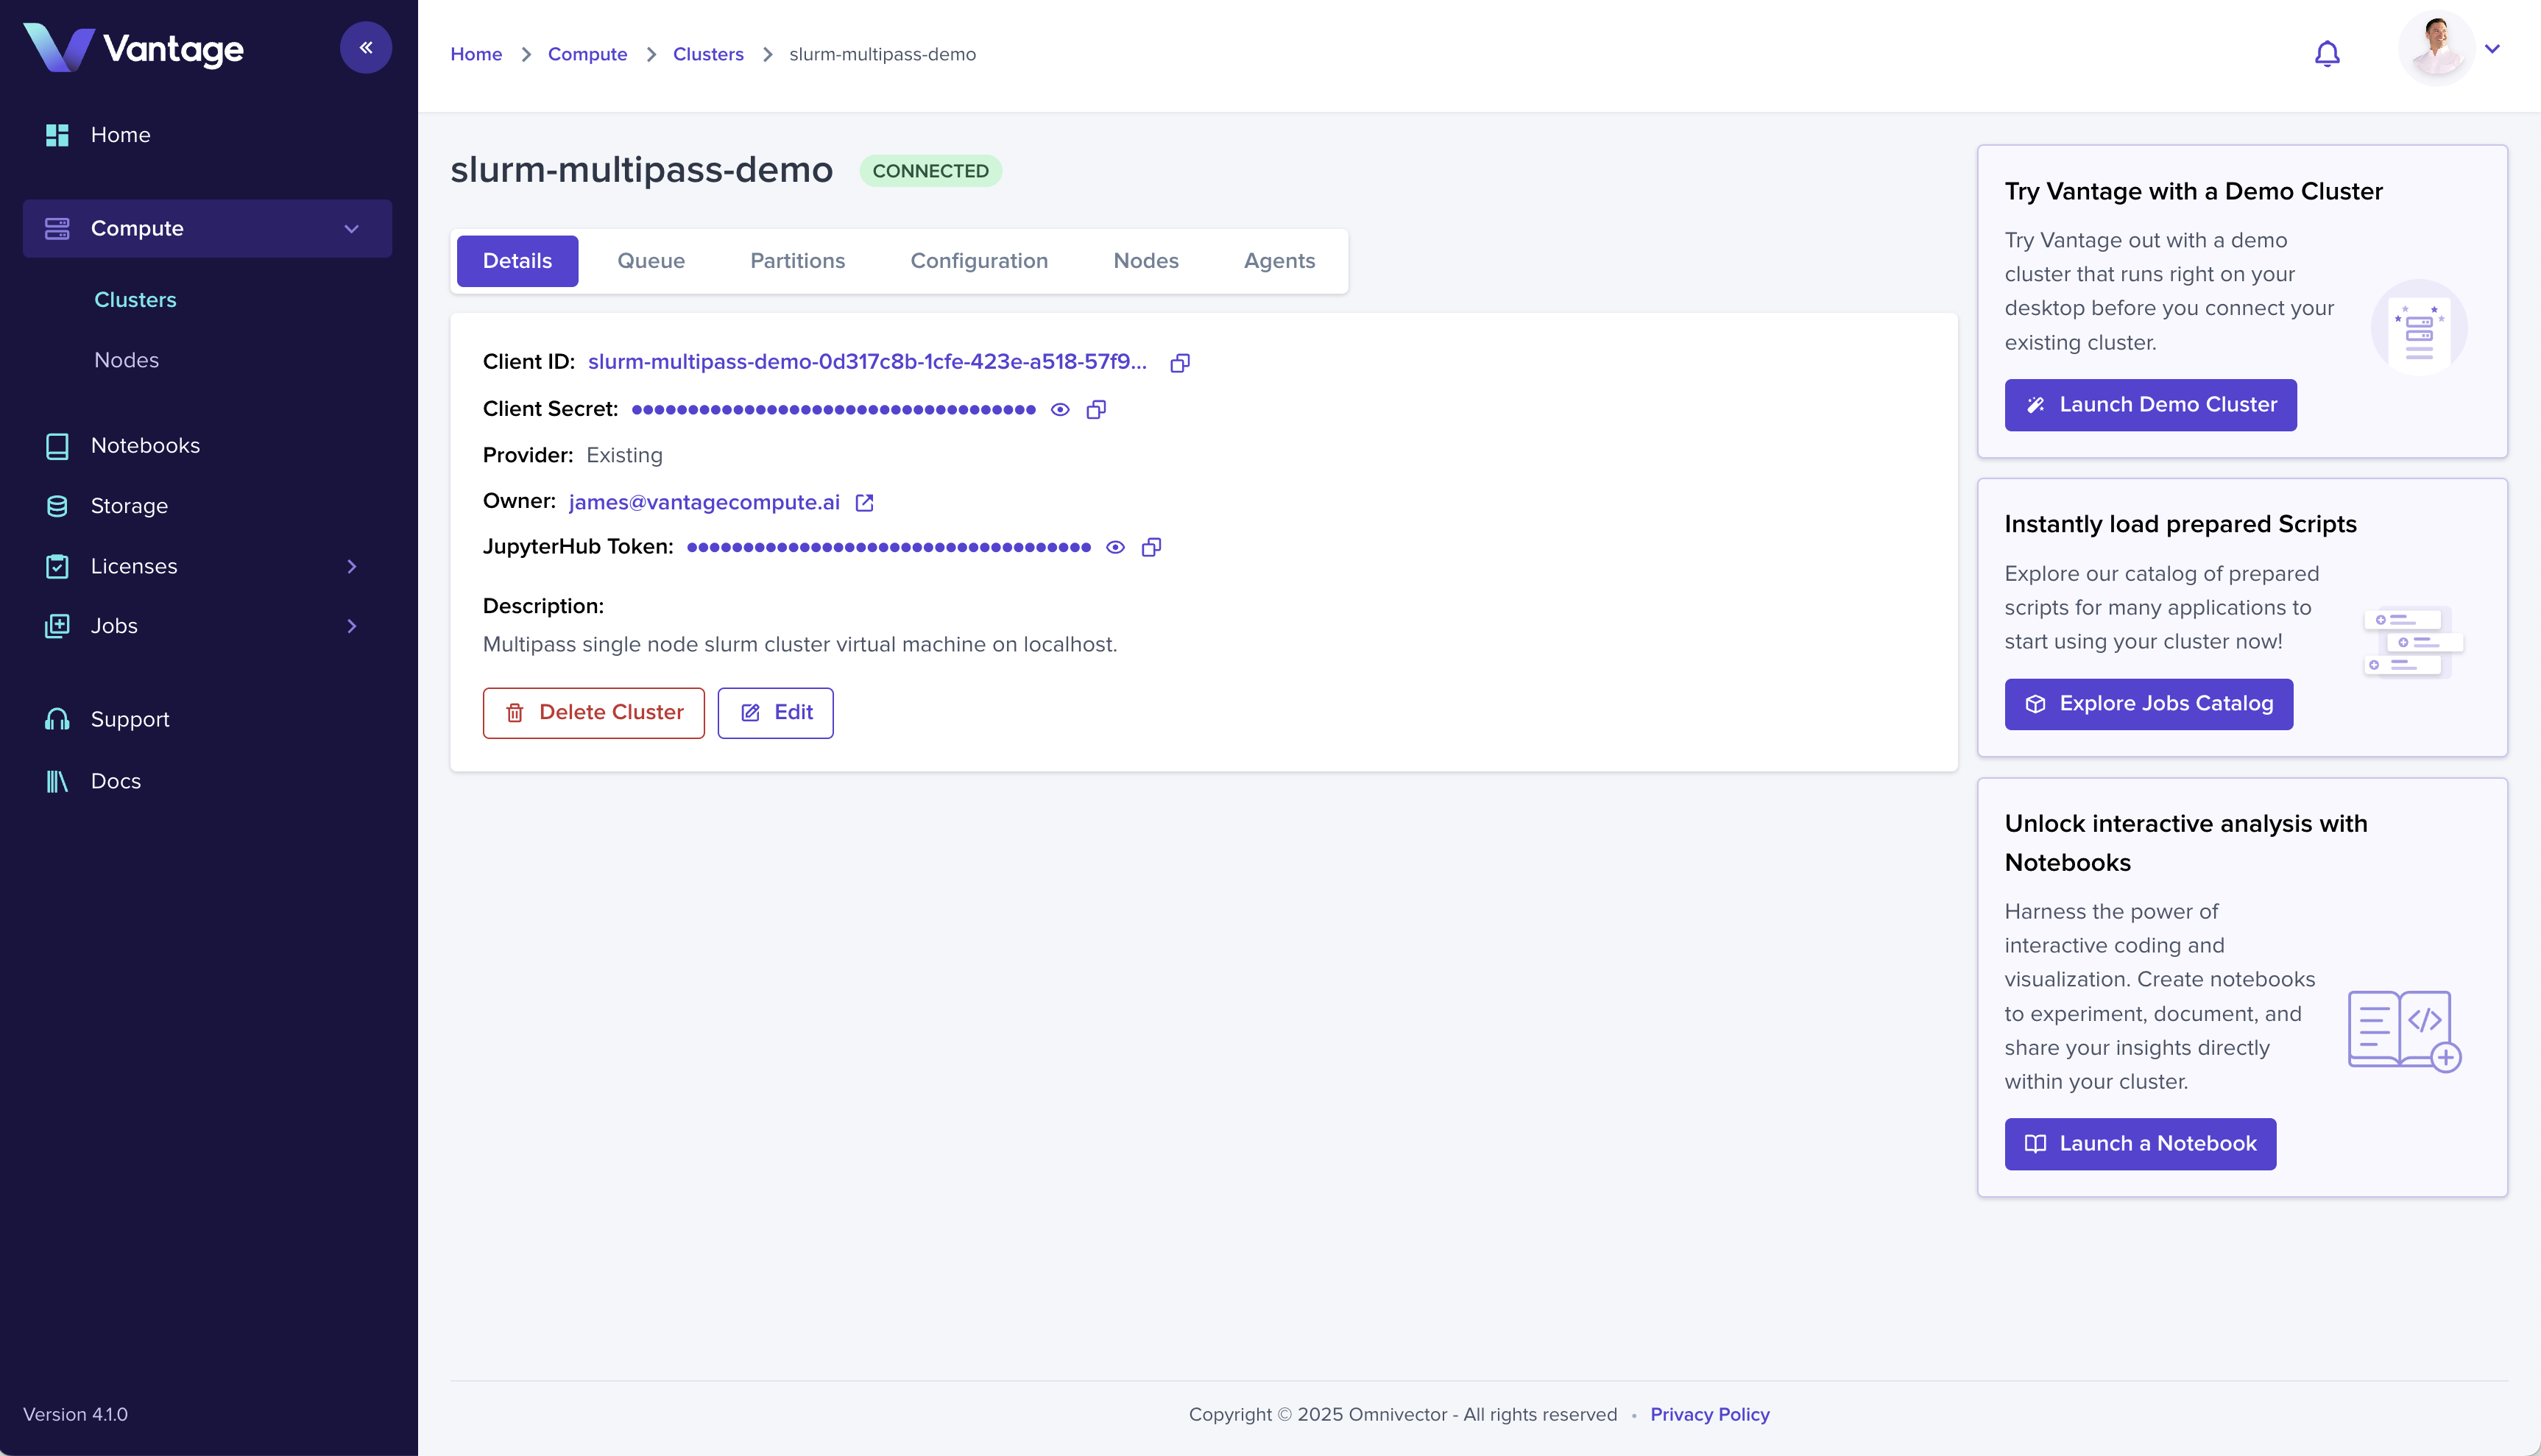 Vantage
Home
Compute
Clusters
Nodes
Notebooks
Storage
Licenses
Jobs
Support
Docs
Version 4.1.0
Home > Compute > Clusters > slurm-multipass-demo
slurm-multipass-demo CONNECTED
Details Queue Partitions Configuration Nodes Agents
Client ID: slurm-multipass-demo-0d317c8b-1cfe-423e-a518-57f9...
Client Secret: ••••••••••••••••••••••••••••••••••••
Provider: Existing
Owner: james@vantagecompute.ai
JupyterHub Token: ••••••••••••••••••••••••••••••••••••
Description:
Multipass single node slurm cluster virtual machine on localhost.
Delete Cluster Edit
Try Vantage with a Demo Cluster
Try Vantage out with a demo
cluster that runs right on your
desktop before you connect your
existing cluster.
Launch Demo Cluster
Instantly load prepared Scripts
Explore our catalog of prepared
scripts for many applications to
start using your cluster now!
Explore Jobs Catalog
Unlock interactive analysis with
Notebooks
Harness the power of
interactive coding and
visualization. Create notebooks
to experiment, document, and
share your insights directly
within your cluster.
Launch a Notebook
Copyright © 2025 Omnivector - All rights reserved • Privacy Policy